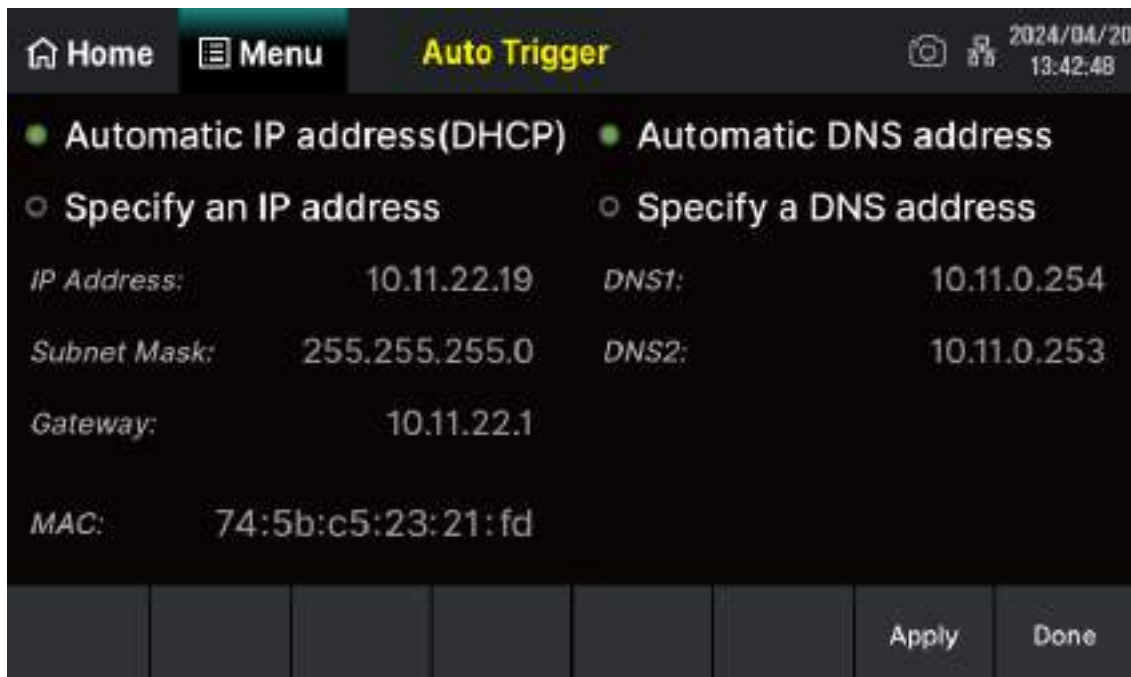 Home Menu Auto Trigger 2024/04/20
13:42:48
Automatic IP address(DHCP) Automatic DNS address
Specify an IP address Specify a DNS address
IP Address: 10.11.22.19 DNS1: 10.11.0.254
Subnet Mask: 255.255.255.0 DNS2: 10.11.0.253
Gateway: 10.11.22.1
MAC: 74:5b:c5:23:21:fd
Apply Done